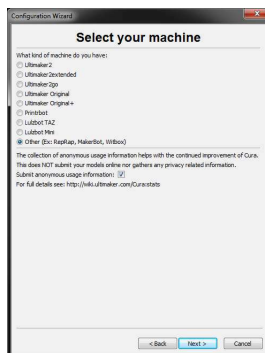 Configuration Wizard
Select your machine
What kind of machine do you have:
Ultimaker2
Ultimaker2extended
Ultimaker2go
Ultimaker Original
Ultimaker Original+
Printrbot
Lulzbot TAZ
Lulzbot Mini
Other (Ex: RepRap, MakerBot, Witbox)
The collection of anonymous usage information helps with the continued improvement of Cura.
This does NOT submit your models online nor gathers any privacy related information.
Submit anonymous usage information:
For full details see: http://wiki.ultimaker.com/Cura:stats
< Back Next > Cancel